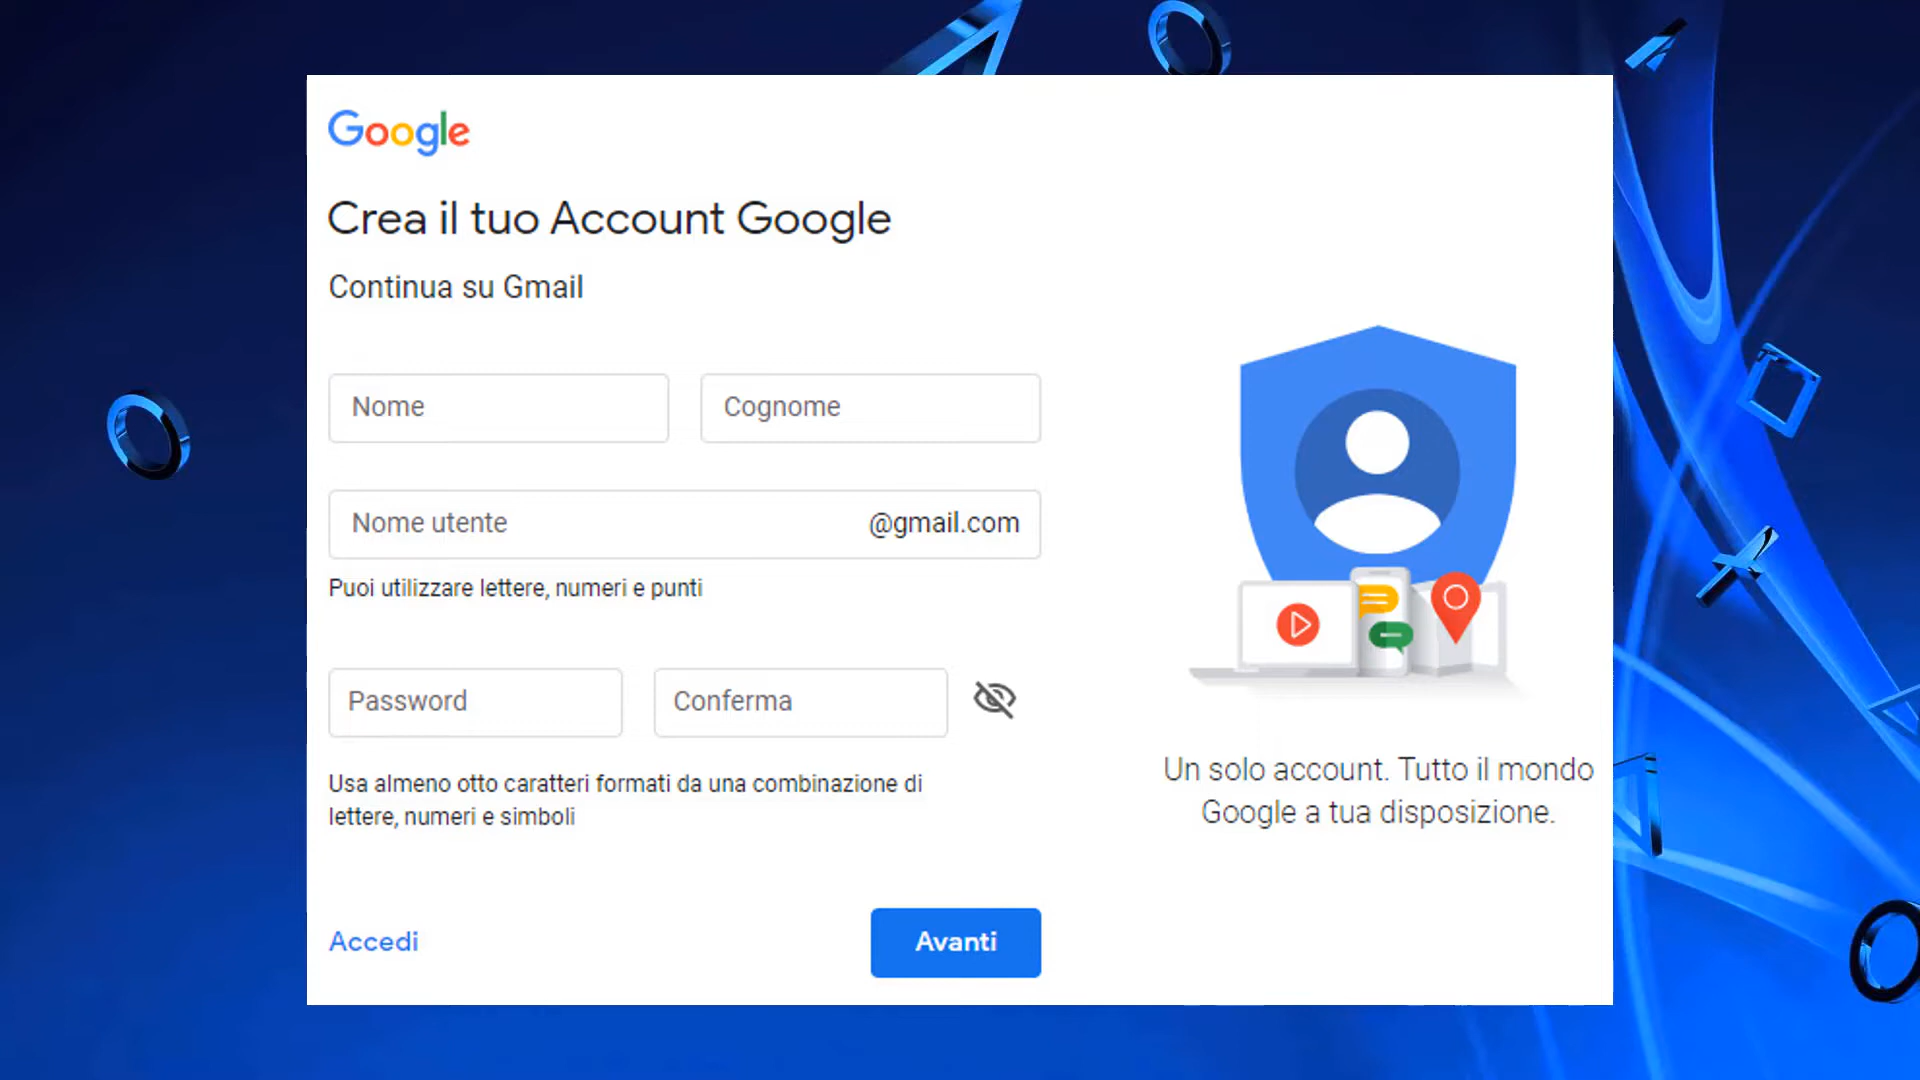 Google
Crea il tuo Account Google
Continua su Gmail
Nome
Cognome
Nome utente
@gmail.com
Puoi utilizzare lettere, numeri e punti
Password
Conferma
Usa almeno otto caratteri formati da una combinazione di
lettere, numeri e simboli
Accedi
Avanti
Un solo account. Tutto il mondo
Google a tua disposizione.